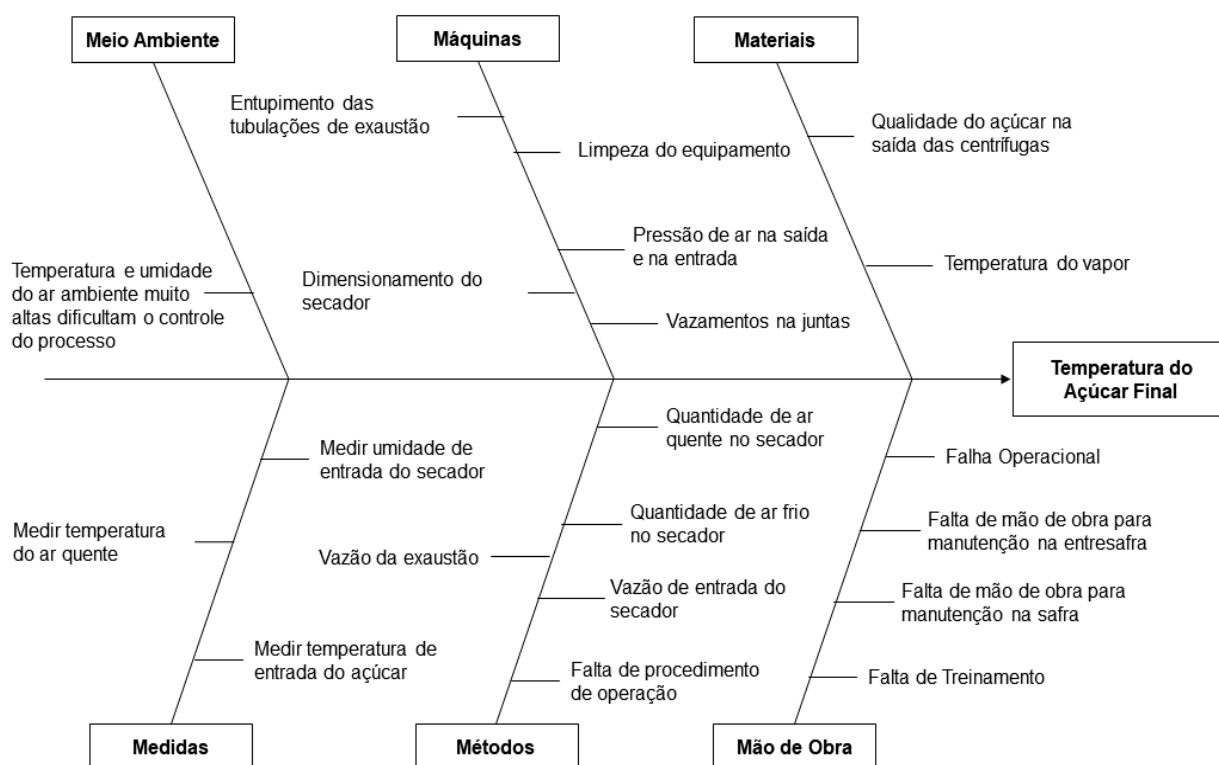 Meio Ambiente
Máquinas
Materiais
Entupimento das
tubulações de exaustão
Limpeza do equipamento
Qualidade do açúcar na
saída das centrífugas
Pressão de ar na saída
e na entrada
Temperatura do vapor
Temperatura e umidade
do ar ambiente muito
altas dificultam o controle
do processo
Dimensionamento do
secador
Vazamentos na juntas
Temperatura do
Açúcar Final
Medir umidade de
entrada do secador
Medir temperatura
do ar quente
Medir temperatura de
entrada do açúcar
Quantidade de ar
quente no secador
Quantidade de ar frio
no secador
Vazão da exaustão
Vazão de entrada do
secador
Falta de procedimento
de operação
Falha Operacional
Falta de mão de obra para
manutenção na entresafra
Falta de mão de obra para
manutenção na safra
Falta de Treinamento
Medidas
Métodos
Mão de Obra